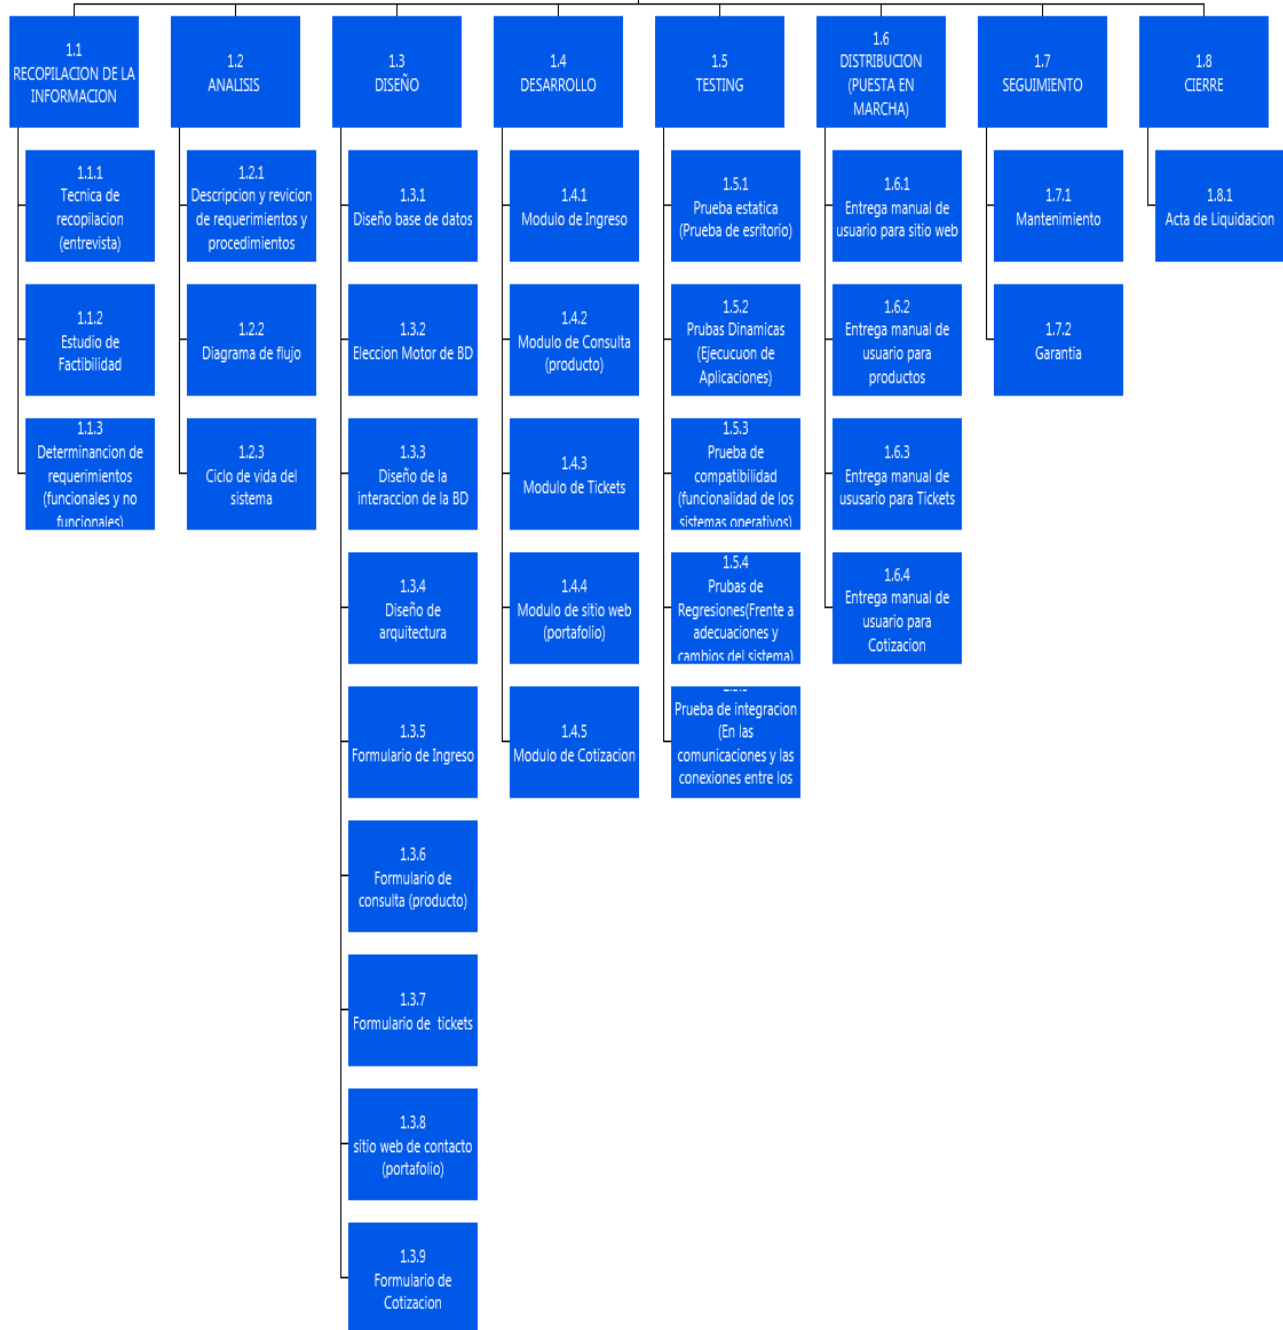 1.1
RECOPILACION DE LA
INFORMACION
1.1.1
Tecnica de
recopilacion
(entrevista)
1.1.2
Estudio de
Factibilidad
1.1.3
Determinancion de
requerimientos
(funcionales y no
funcionales)
1.2
ANALISIS
1.2.1
Descripcion y revicion
de requerimientos y
procedimientos
1.2.2
Diagrama de flujo
1.2.3
Ciclo de vida del
sistema
1.3
DISEÑO
1.3.1
Diseño base de datos
1.3.2
Eleccion Motor de BD
1.3.3
Diseño de la
interaccion de la BD
1.3.4
Diseño de
arquitectura
1.3.5
Formulario de Ingreso
1.3.6
Formulario de
consulta (producto)
1.3.7
Formulario de tickets
1.3.8
sitio web de contacto
(portafolio)
1.3.9
Formulario de
Cotizacion
1.4
DESARROLLO
1.4.1
Modulo de Ingreso
1.4.2
Modulo de Consulta
(producto)
1.4.3
Modulo de Tickets
1.4.4
Modulo de sitio web
(portafolio)
1.4.5
Modulo de Cotizacion
1.5
TESTING
1.5.1
Prueba estatica
(Prueba de esritorio)
1.5.2
Prubas Dinamicas
(Ejecucuon de
Aplicaciones)
1.5.3
Prueba de
compatibilidad
(funcionalidad de los
sistemas operativos)
1.5.4
Prubas de
Regresiones(Frente a
adecuaciones y
cambios del sistema)
Prueba de integracion
(En las
comunicaciones y las
conexiones entre los
1.6
DISTRIBUCION
(PUESTA EN
MARCHA)
1.6.1
Entrega manual de
usuario para sitio web
1.6.2
Entrega manual de
usuario para
productos
1.6.3
Entrega manual de
ususario para Tickets
1.6.4
Entrega manual de
usuario para
Cotizacion
1.7
SEGUIMIENTO
1.7.1
Mantenimiento
1.7.2
Garantia
1.8
CIERRE
1.8.1
Acta de Liquidacion